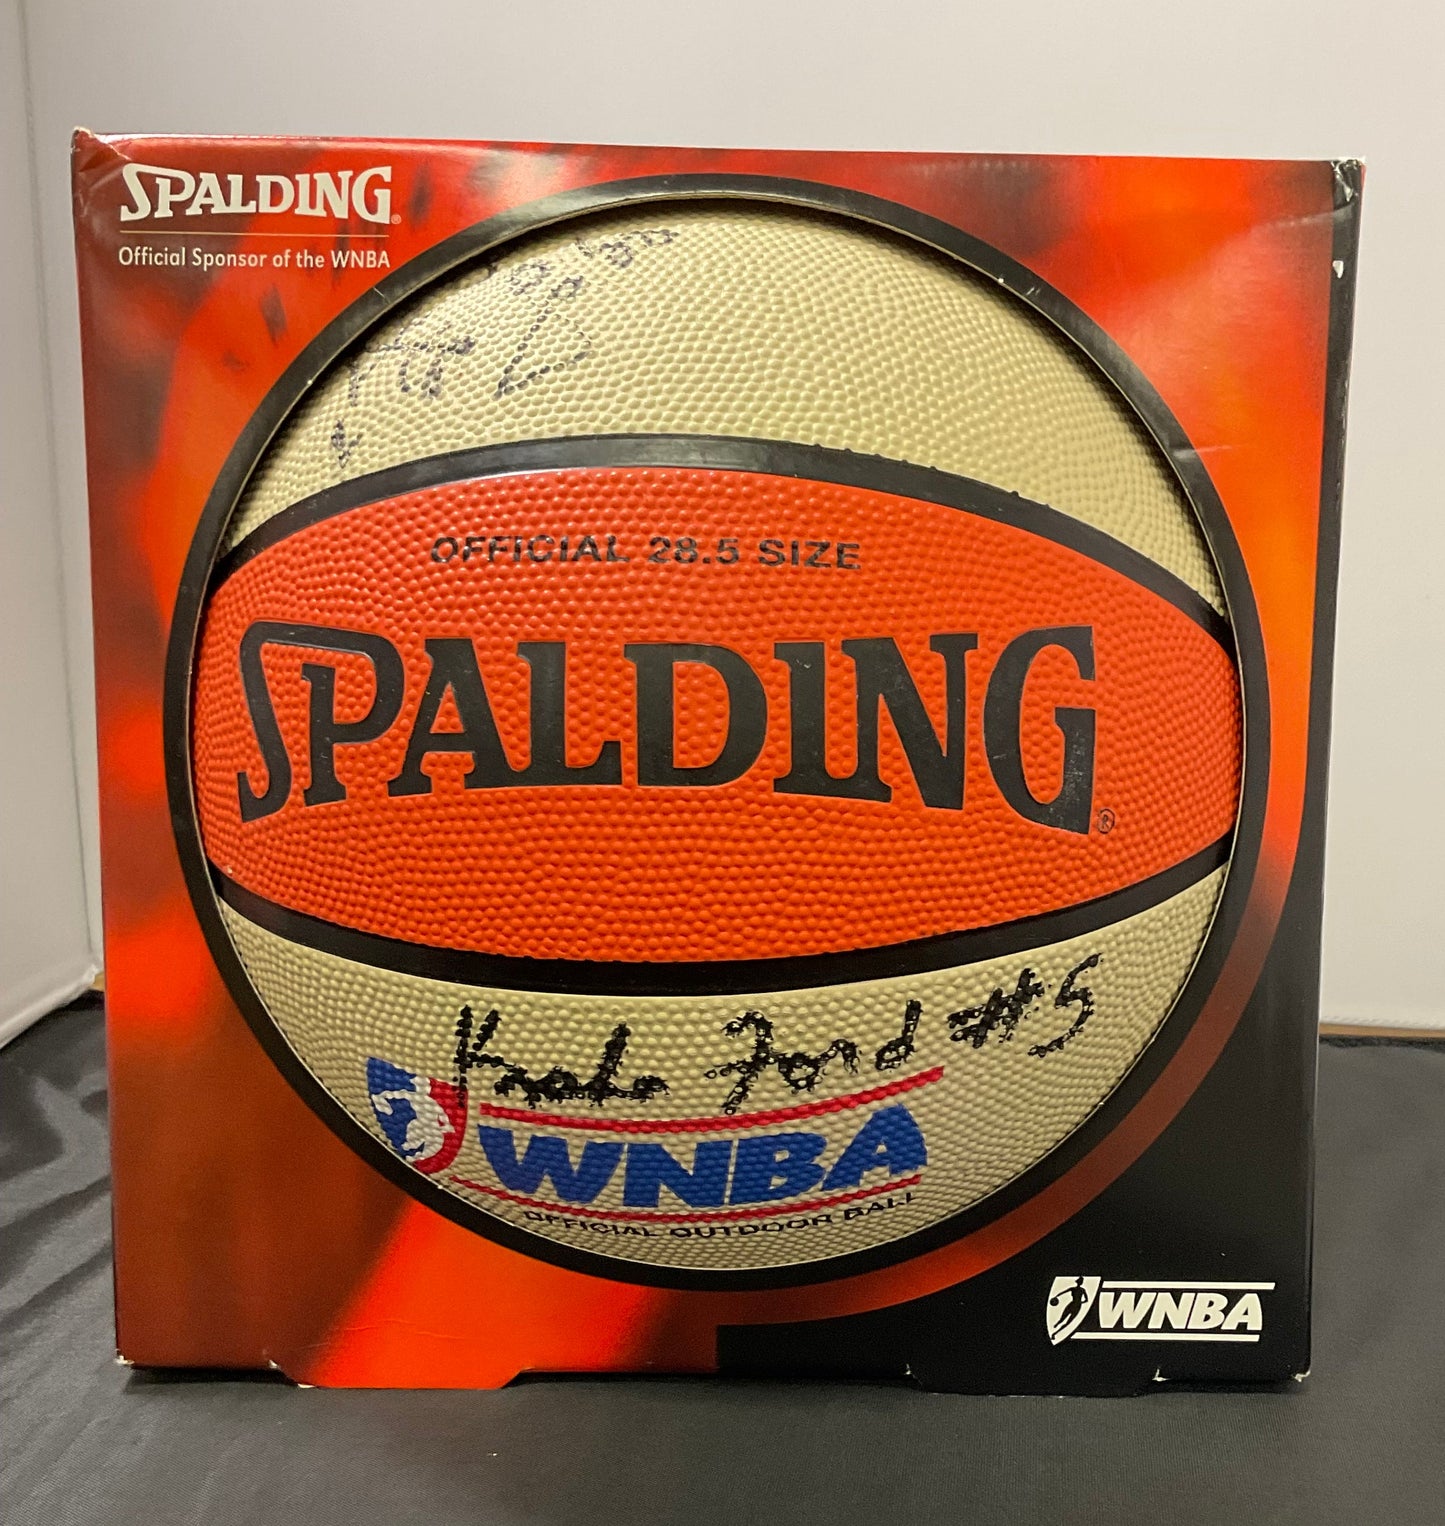 SPALDING®
Official Sponsor of the WNBA
OFFICIAL 28.5 SIZE
SPALDING®
Ford #5
WNBA
OFFICIAL OUTDOOR BALL
WNBA